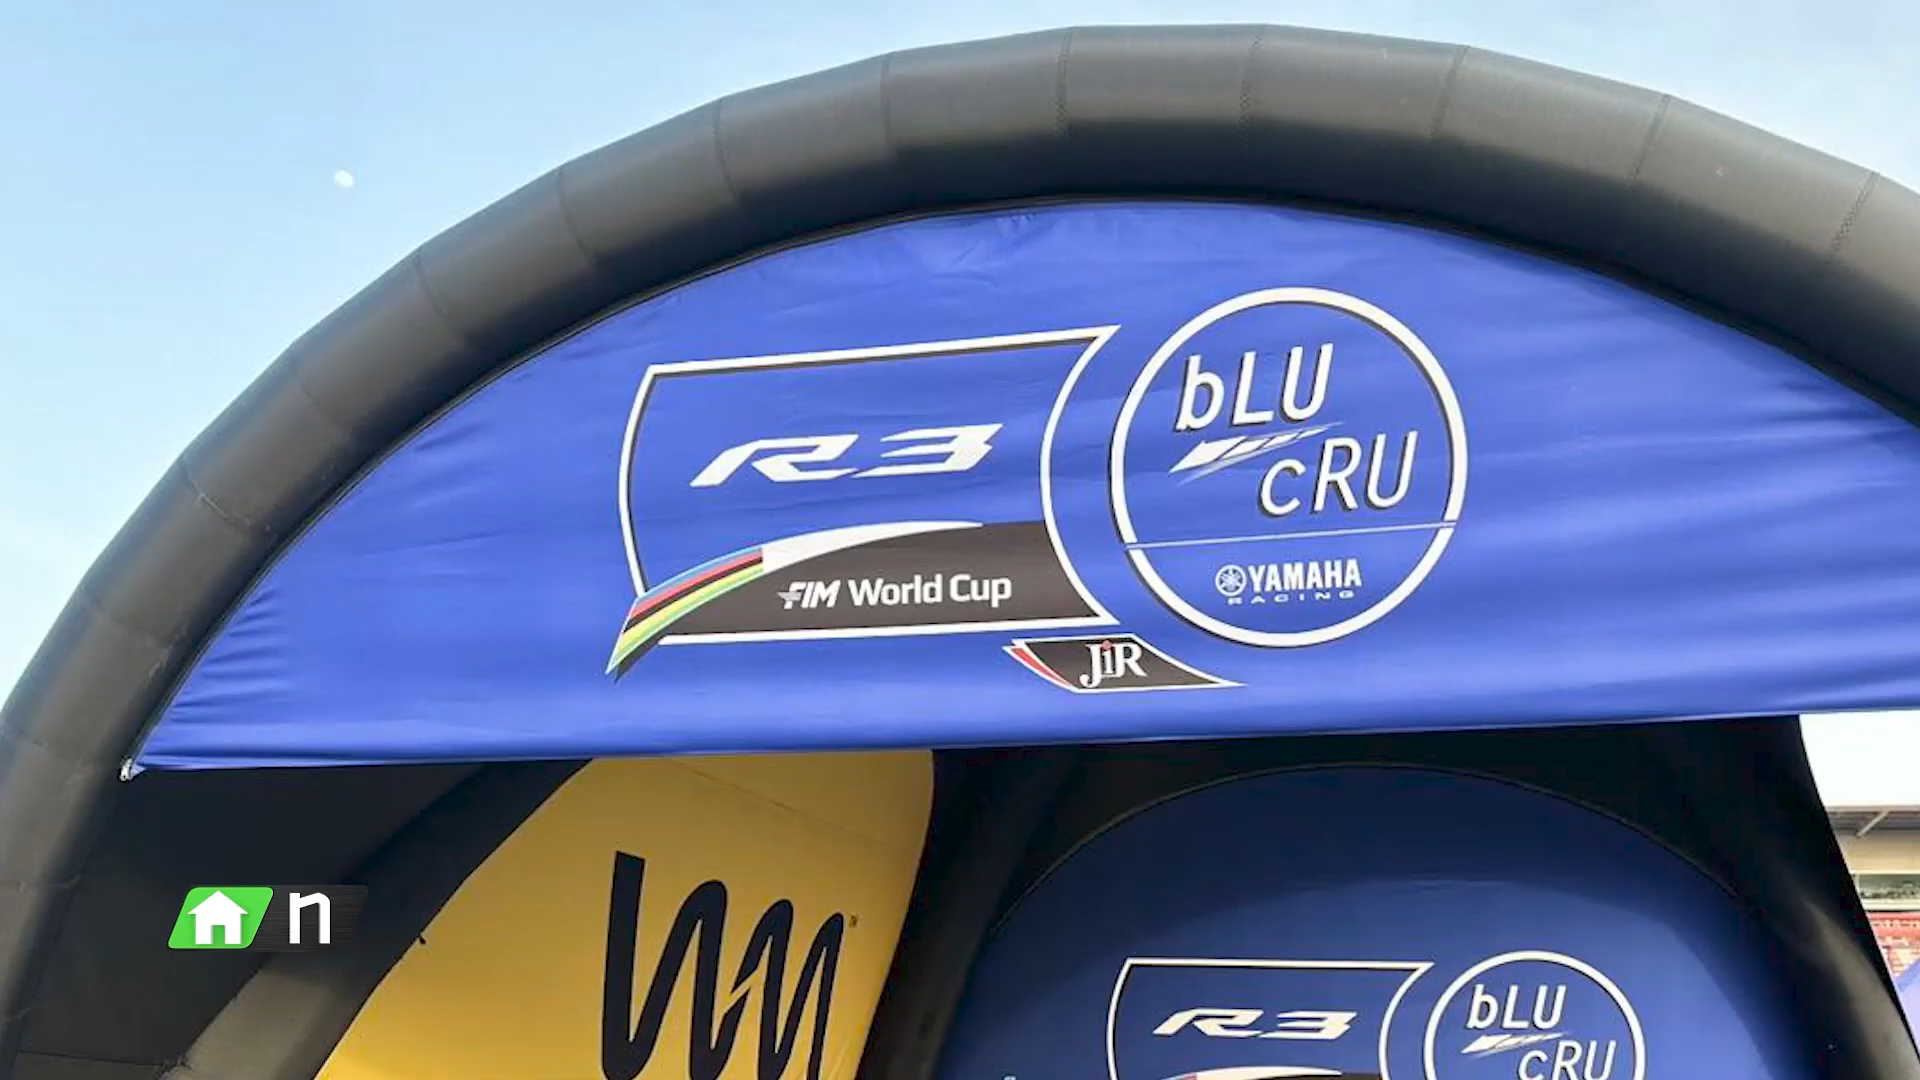 R3
bLU
cRU
YAMAHA
RACING
FIM World Cup
JiR
n
R3
bLU
cRU